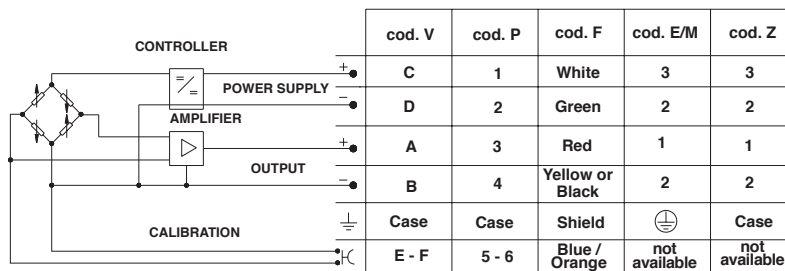 cod. V cod. P cod. F cod. E/M cod. Z
CONTROLLER
+ C 1 White 3 3
POWER SUPPLY
− D 2 Green 2 2
AMPLIFIER
+ A 3 Red 1 1
OUTPUT
− B 4 Yellow or Black 2 2
Case Case Shield Case
CALIBRATION
E - F 5 - 6 Blue / Orange not available not available